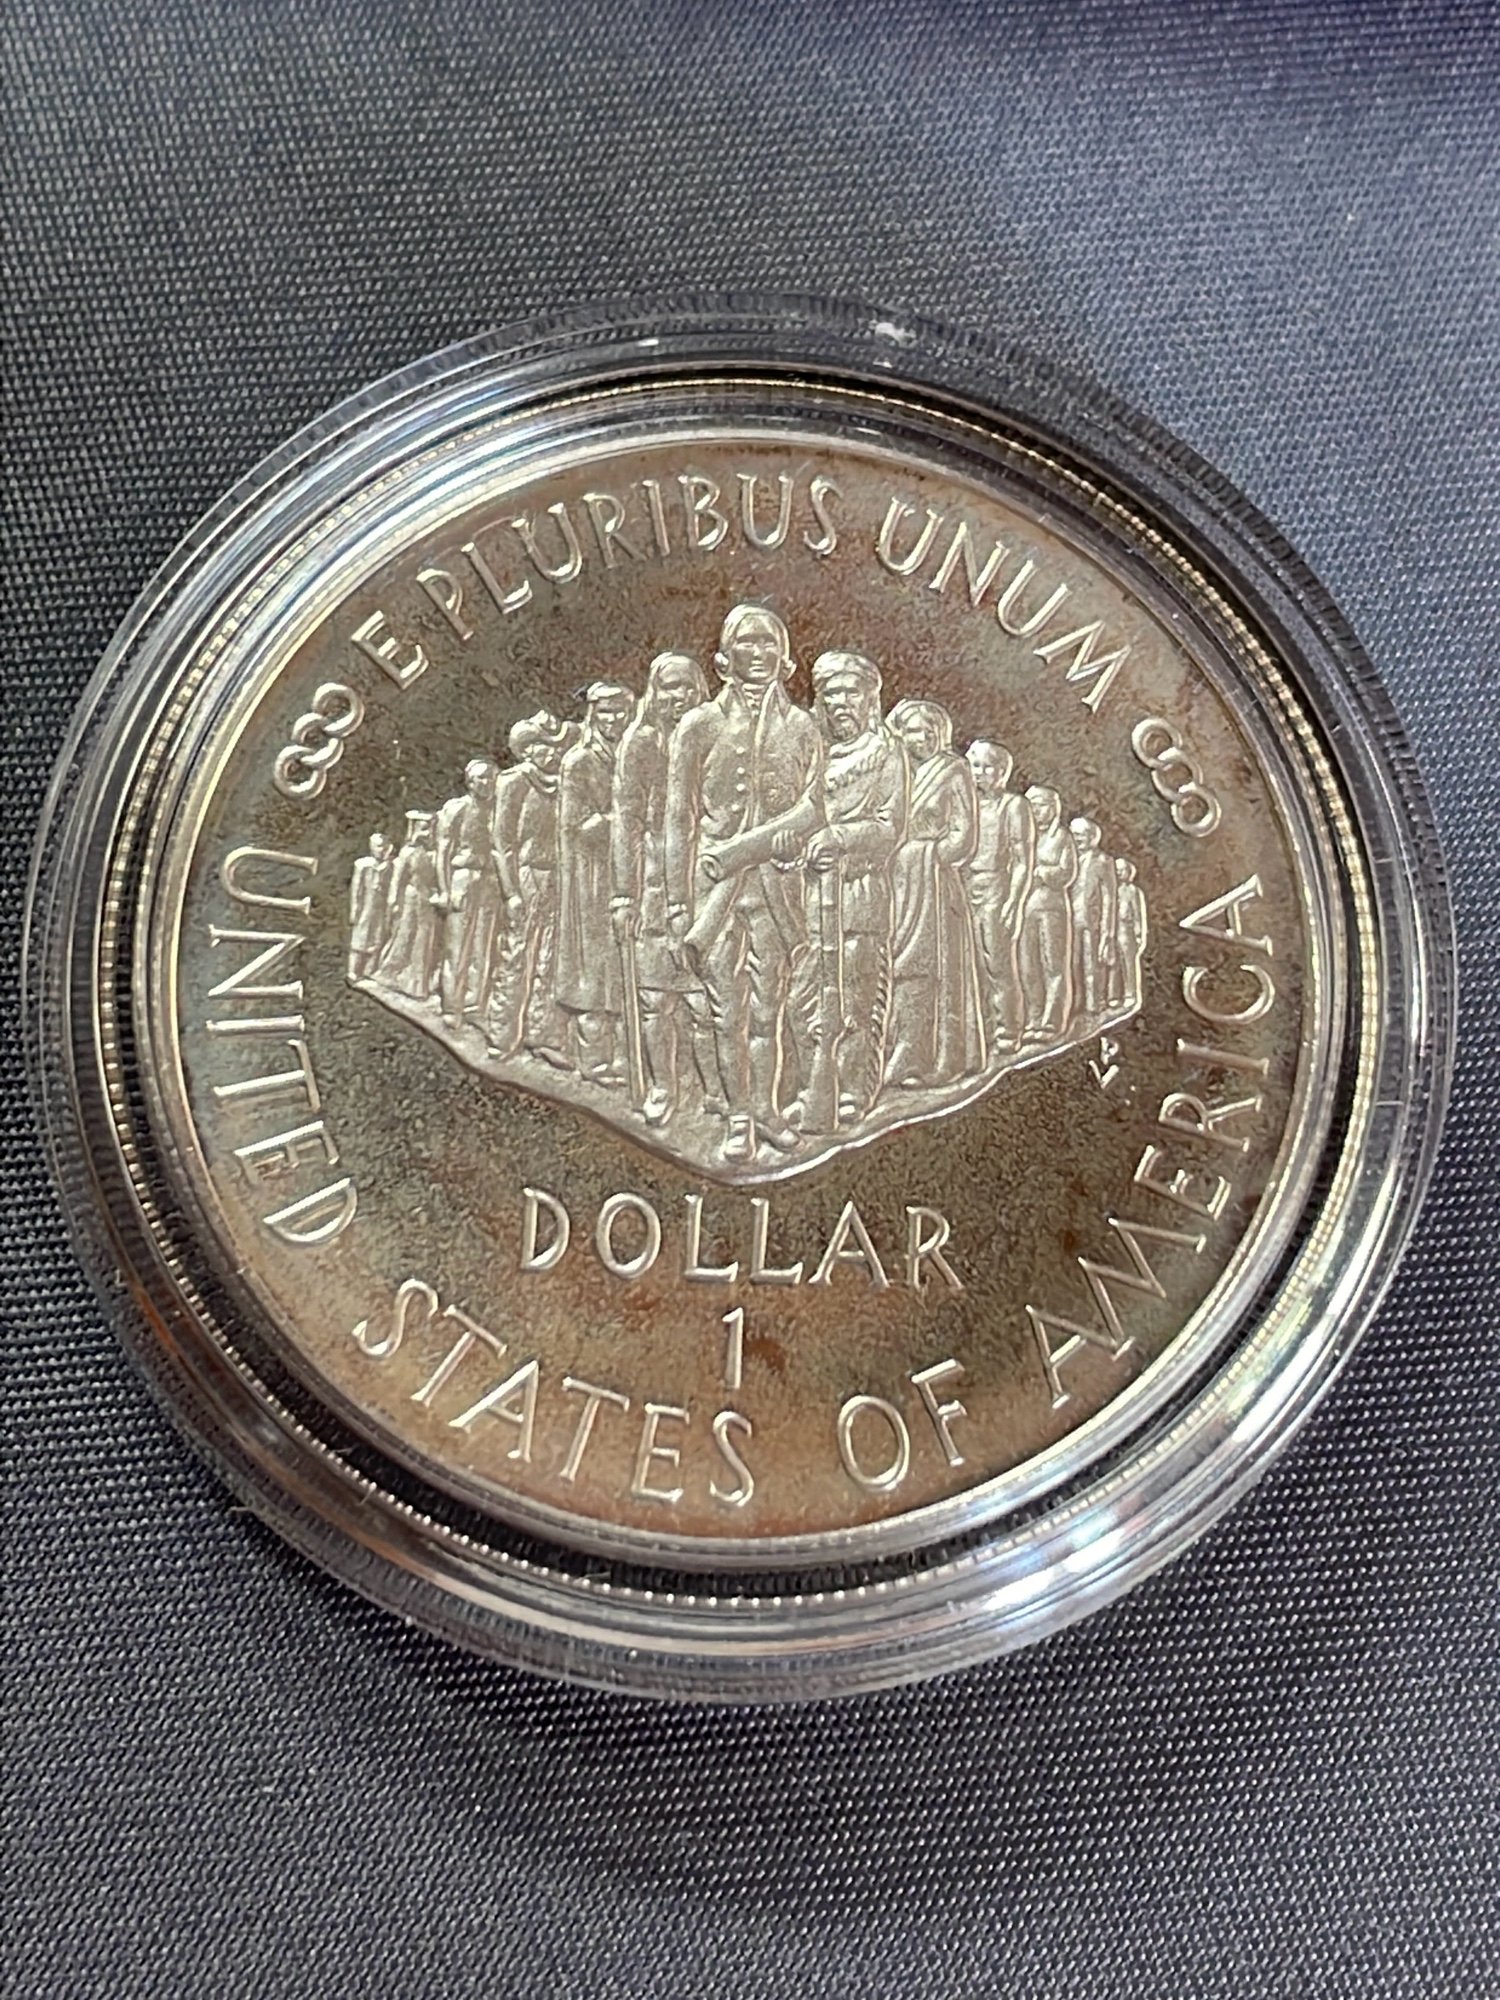 E PLURIBUS UNUM
DOLLAR
1
UNITED STATES OF AMERICA